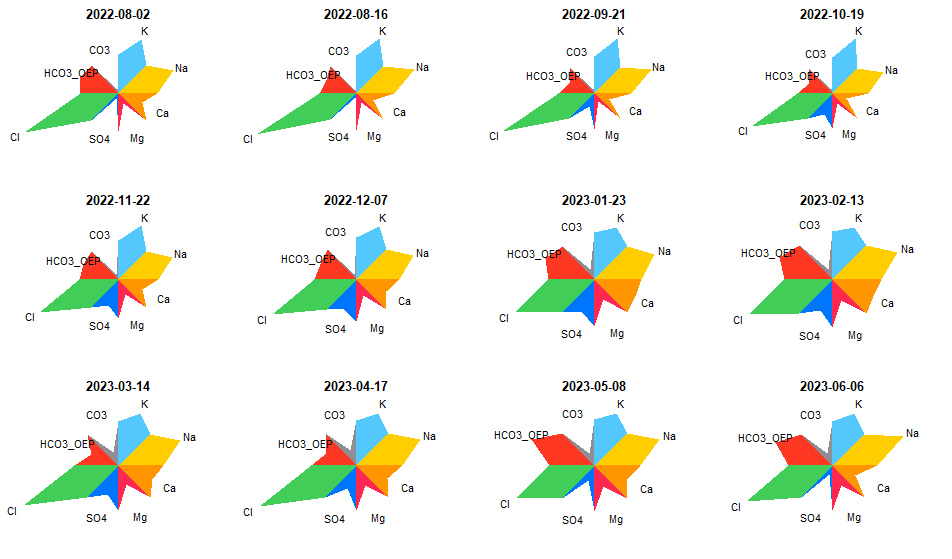 2022-08-02
K
CO3
Na
HCO3_OEP
Ca
Cl
SO4
Mg
2022-08-16
K
CO3
Na
HCO3_OEP
Ca
Cl
SO4
Mg
2022-09-21
K
CO3
Na
HCO3_OEP
Ca
Cl
SO4
Mg
2022-10-19
K
CO3
Na
HCO3_OEP
Ca
Cl
SO4
Mg
2022-11-22
K
CO3
Na
HCO3_OEP
Ca
Cl
SO4
Mg
2022-12-07
K
CO3
Na
HCO3_OEP
Ca
Cl
SO4
Mg
2023-01-23
K
CO3
Na
HCO3_OEP
Ca
Cl
SO4
Mg
2023-02-13
K
CO3
Na
HCO3_OEP
Ca
Cl
SO4
Mg
2023-03-14
K
CO3
Na
HCO3_OEP
Ca
Cl
SO4
Mg
2023-04-17
K
CO3
Na
HCO3_OEP
Ca
Cl
SO4
Mg
2023-05-08
K
CO3
Na
HCO3_OEP
Ca
Cl
SO4
Mg
2023-06-06
K
CO3
Na
HCO3_OEP
Ca
Cl
SO4
Mg